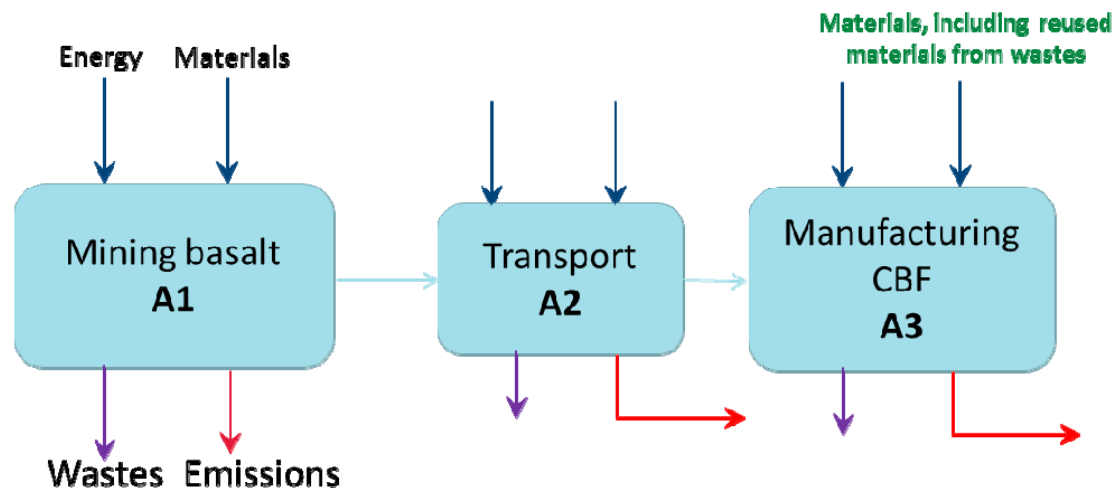 Energy Materials
Materials, including reused
materials from wastes
Mining basalt
A1
Transport
A2
Manufacturing
CBF
A3
Wastes Emissions